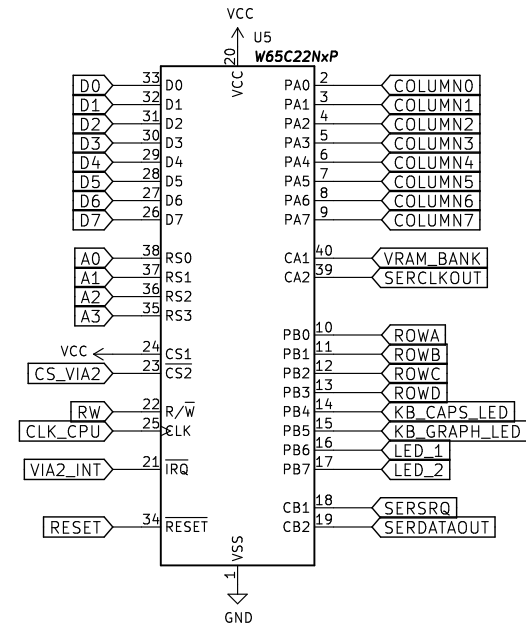 VCC
U5
W65C22NxP
20
VCC
D0 33 D0 PA0 2 COLUMN0
D1 32 D1 PA1 3 COLUMN1
D2 31 D2 PA2 4 COLUMN2
D3 30 D3 PA3 5 COLUMN3
D4 29 D4 PA4 6 COLUMN4
D5 28 D5 PA5 7 COLUMN5
D6 27 D6 PA6 8 COLUMN6
D7 26 D7 PA7 9 COLUMN7
A0 38 RS0 CA1 40 VRAM_BANK
A1 37 RS1 CA2 39 SERCLKOUT
A2 36 RS2
A3 35 RS3
PB0 10 ROWA
VCC 24 CS1 PB1 11 ROWB
CS_VIA2 23 CS2 PB2 12 ROWC
PB3 13 ROWD
RW 22 R/W PB4 14 KB_CAPS_LED
CLK_CPU 25 CLK PB5 15 KB_GRAPH_LED
PB6 16 LED_1
VIA2_INT 21 IRQ PB7 17 LED_2
CB1 18 SERSRQ
RESET 34 RESET CB2 19 SERDATAOUT
VSS
1
GND